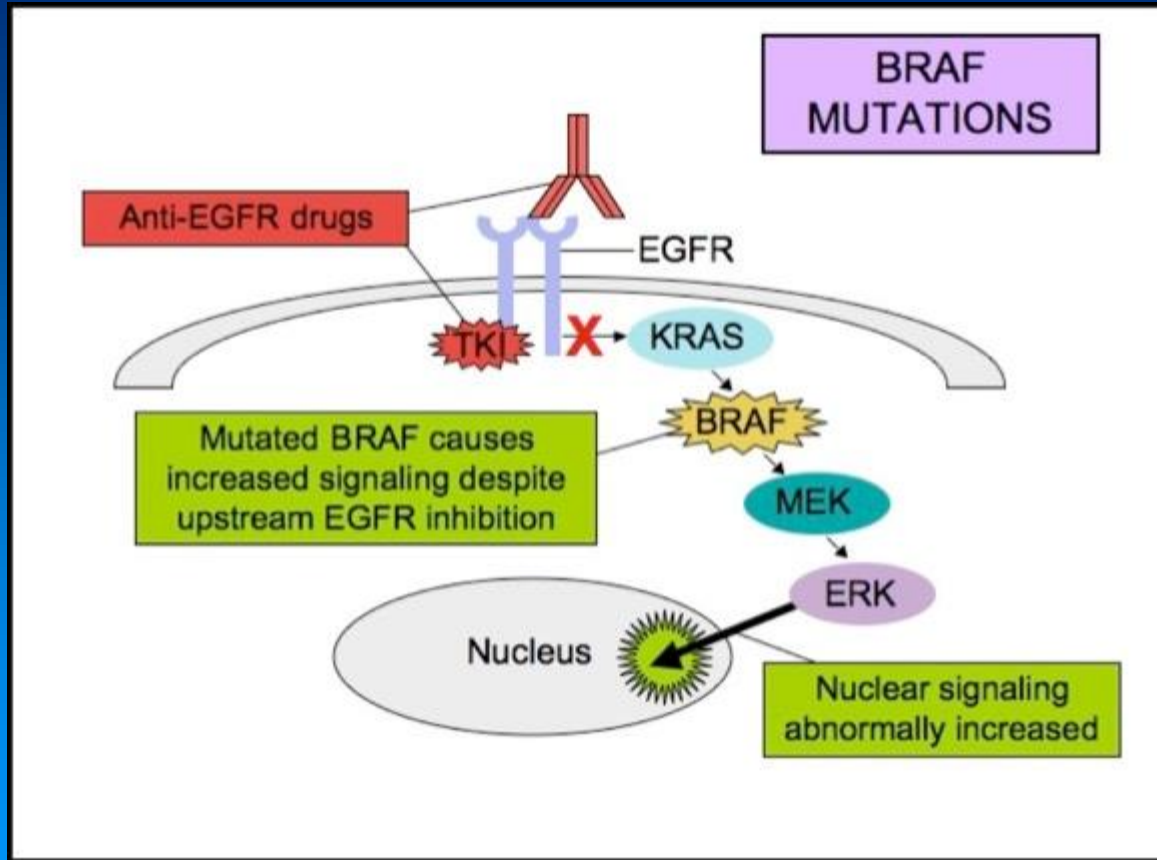 BRAF
MUTATIONS
Anti-EGFR drugs
EGFR
TKI
X
KRAS
BRAF
Mutated BRAF causes
increased signaling despite
upstream EGFR inhibition
MEK
ERK
Nucleus
Nuclear signaling
abnormally increased